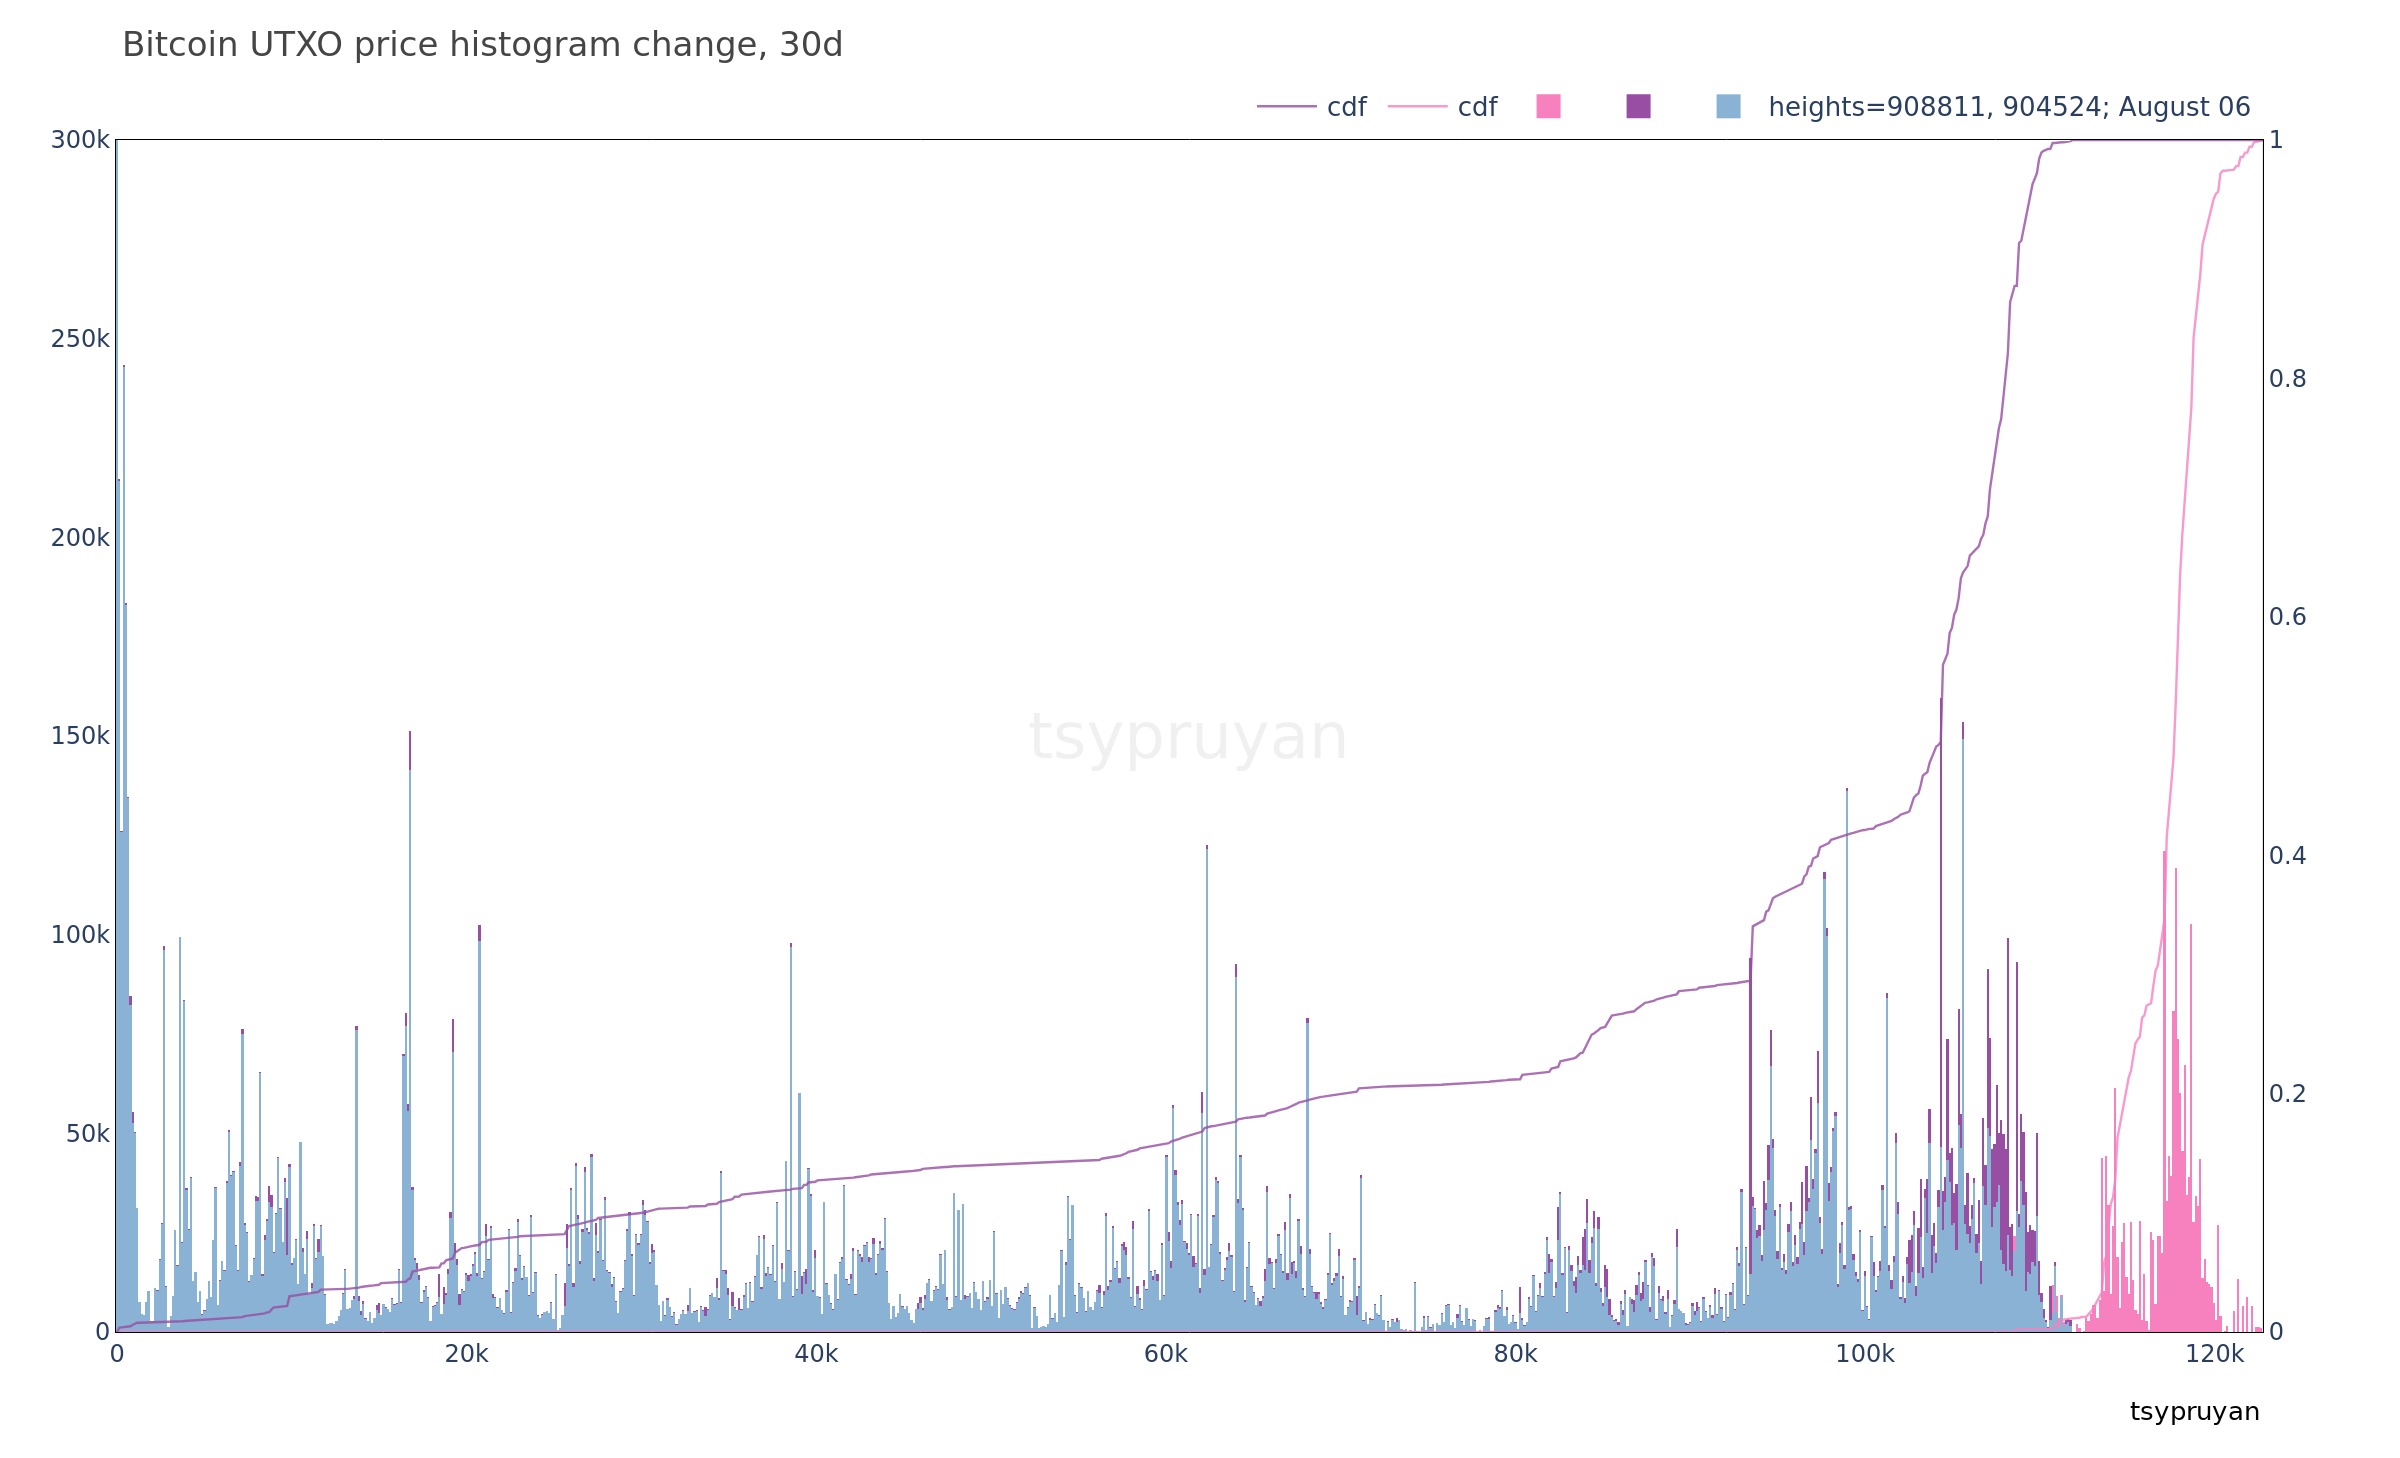 Bitcoin UTXO price histogram change, 30d
cdf cdf heights=908811, 904524; August 06
300k
250k
200k
150k
100k
50k
0
1
0.8
0.6
0.4
0.2
0
tsypruyan
0 20k 40k 60k 80k 100k 120k
tsypruyan